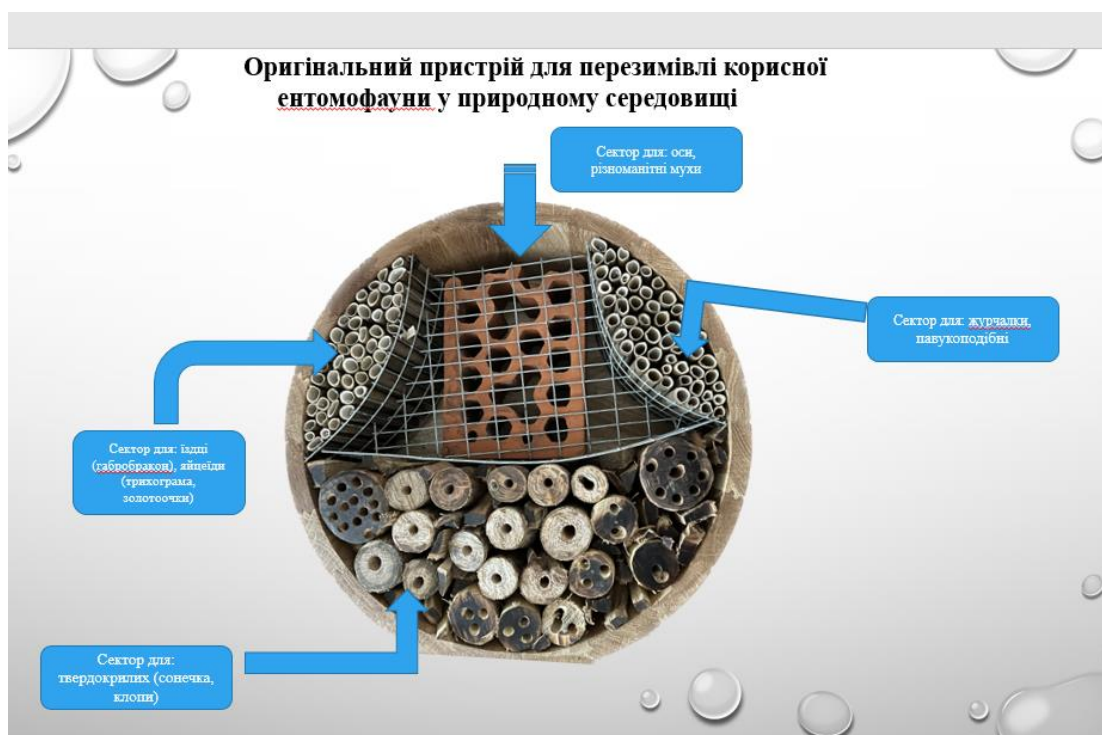 Оригінальний пристрій для перезимівлі корисної
ентомофауни у природному середовищі
Сектор для: оси,
різноманітні мухи
Сектор для: журчалки,
павукоподібні
Сектор для: їздці
(габробракон), яйцеїди
(трихограма,
золотоочки)
Сектор для:
твердокрилих (сонечка,
клопи)